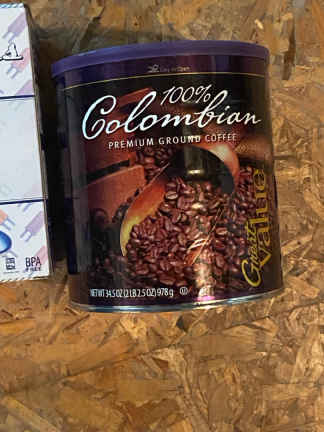 Easy Open
100%
Colombian
PREMIUM GROUND COFFEE
Great
Value
NET WT 34.5 OZ (2 LB 2.5 OZ) 978 g
BPA
FREE